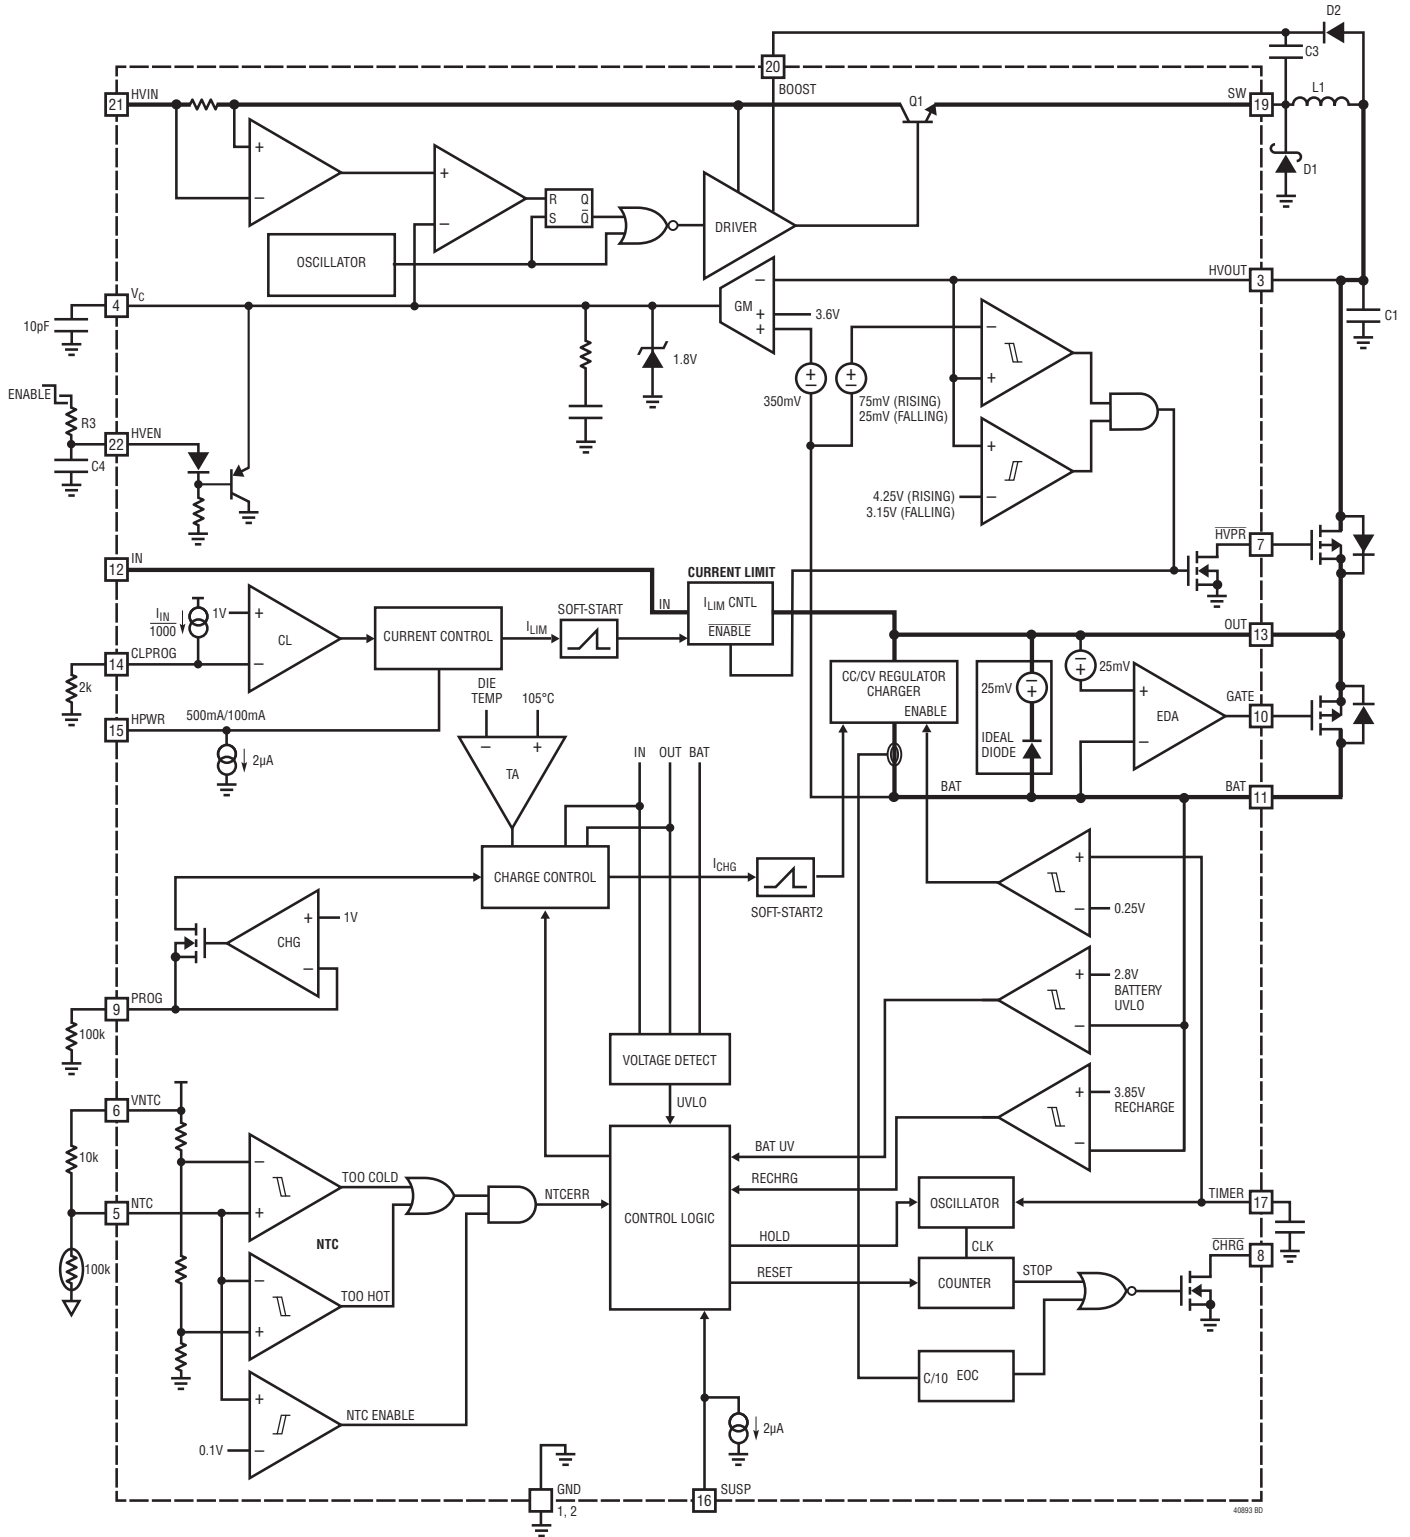 D2
C3
20
BOOST
21
HVIN
Q1
SW
19
L1
D1
+
−
+
−
R Q
S Q̅
DRIVER
OSCILLATOR
4
VC
10pF
GM
−
+
+
3.6V
HVOUT
3
C1
1.8V
350mV
+
−
+
−
75mV (RISING)
25mV (FALLING)
−
+
+
−
4.25V (RISING)
3.15V (FALLING)
ENABLE
R3
22
HVEN
C4
H̅V̅P̅R̅
7
12
IN
CURRENT LIMIT
IN
ILIM CNTL
E̅N̅A̅B̅L̅E̅
IIN
1000
1V
+
−
CL
CURRENT CONTROL
ILIM
SOFT-START
14
CLPROG
2k
15
HPWR
500mA/100mA
2µA
DIE
TEMP
105°C
−
+
TA
OUT
13
CC/CV REGULATOR
CHARGER
ENABLE
25mV
−
+
IDEAL
DIODE
−
+
25mV
+
−
EDA
GATE
10
BAT
BAT
11
IN OUT BAT
CHARGE CONTROL
ICHG
SOFT-START2
+
−
0.25V
CHG
+
−
1V
9
PROG
100k
+
−
2.8V
BATTERY
UVLO
VOLTAGE DETECT
UVLO
+
−
3.85V
RECHARGE
6
VNTC
10k
5
NTC
100k
−
+
TOO COLD
NTC
−
+
TOO HOT
+
−
0.1V
NTC ENABLE
NTCERR
CONTROL LOGIC
BAT UV
RECHRG
HOLD
RESET
OSCILLATOR
CLK
COUNTER
STOP
C/10 EOC
TIMER
17
C̅H̅R̅G̅
8
2µA
GND
1, 2
16
SUSP
40893 BD